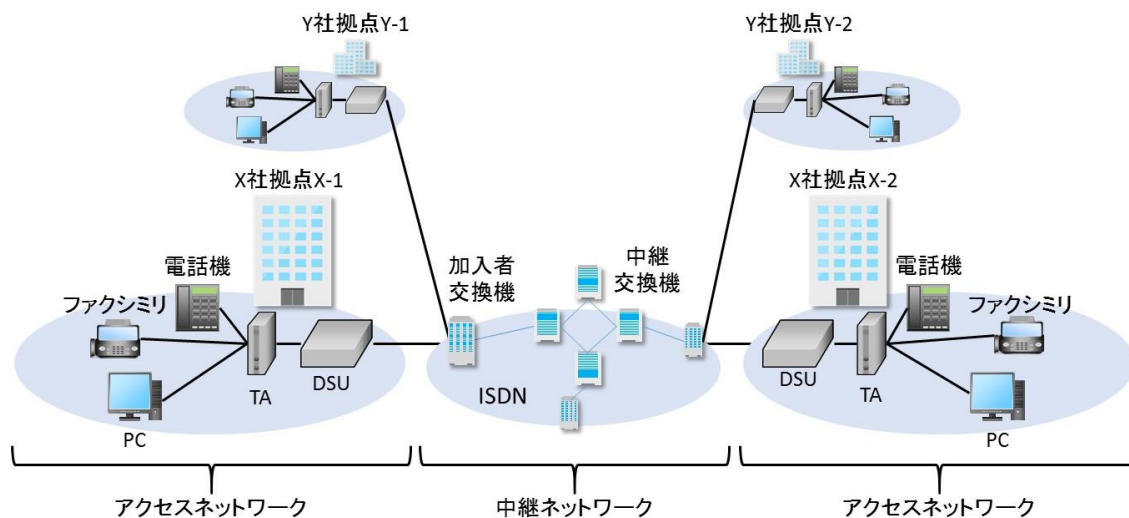 Y社拠点Y-1
Y社拠点Y-2
X社拠点X-1
X社拠点X-2
電話機
ファクシミリ
加入者
交換機
中継
交換機
電話機
ファクシミリ
TA
DSU
PC
ISDN
DSU
TA
PC
アクセスネットワーク
中継ネットワーク
アクセスネットワーク